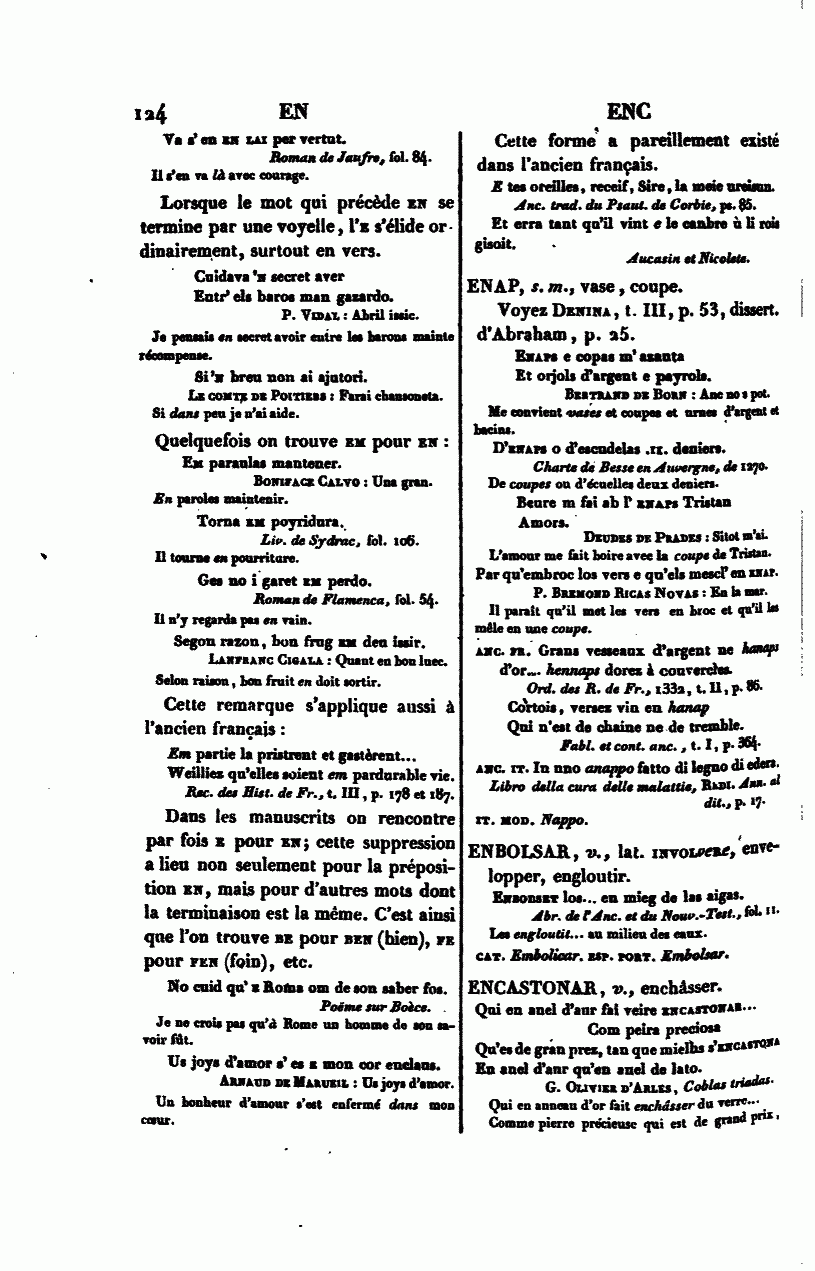 124 EN ENC
Va s'en EN LAI per vertut.
Roman de Jaufre, fol. 84.
Il s'en va là avec courage.
Lorsque le mot qui précède EN se
termine par une voyelle, l'E s'élide or-
dinairement, surtout en vers.
Cuidava 'N secret aver
Entr' els baros man gazardo.
P. VIDAL : Abril issic.
Je pensais en secret avoir entre les barons mainte
récompense.
Si 'N breu non ai ajutori.
LE COMTE DE POITIERS : Farai chansoneta.
Si dans peu je n'ai aide.
Quelquefois on trouve EM pour EN :
EM paraulas mantener.
BONIFACE CALVO : Una gran.
En paroles maintenir.
Torna EM poyridura.
Liv. de Sydrac, fol. 106.
Il tourne en pourriture.
Ges no i garet EM perdo.
Roman de Flamenca, fol. 54.
Il n'y regarda pas en vain.
Segon razon, bon frug EM deu issir.
LANFRANC CIGALA : Quant en bon luec.
Selon raison, bon fruit en doit sortir.
Cette remarque s'applique aussi à
l'ancien français :
Em partie la pristrent et gastèrent...
Weilliez qu'elles soient em pardurable vie.
Rec. des Hist. de Fr., t. III, p. 178 et 187.
Dans les manuscrits on rencontre
par fois E pour EN; cette suppression
a lieu non seulement pour la préposi-
tion EN, mais pour d'autres mots dont
la terminaison est la même. C'est ainsi
que l'on trouve BE pour BEN (bien), FE
pour FEN (foin), etc.
No cuid qu' E Roma om de son saber fos.
Poëme sur Boèce.
Je ne crois pas qu'à Rome un homme de son sa-
voir fût.
Us joys d'amor s' es E mon cor enclaus.
ARNAUD DE MARUEIL : Us joys d'amor.
Un bonheur d'amour s'est enfermé dans mon
cœur.
Cette forme a pareillement existé
dans l'ancien français.
E tes oreilles, receif, Sire, la meie ureisun.
Anc. trad. du Psaut. de Corbie, ps. 85.
Et erra tant qu'il vint e le canbre ù li rois
gisoit.
Aucasin et Nicolete.
ENAP, s. m., vase, coupe.
Voyez DENINA, t. III, p. 53, dissert.
d'Abraham, p. 25.
ENAPS e copas m' azauta
Et orjols d'argent e payrols.
BERTRAND DE BORN : Anc no s pot.
Me convient vases et coupes et urnes d'argent et
bacins.
D'ENAPS o d'escudelas .II. deniers.
Charte de Besse en Auvergne, de 1270.
De coupes ou d'écuelles deux deniers.
Beure m fai ab l' ENAPS Tristan
Amors.
DEUDES DE PRADES : Sitot m'ai.
L'amour me fait boire avec la coupe de Tristan.
Par qu'embroc los vers e qu'els mescl' en ENAP.
P. BREMOND RICAS NOVAS : En la mar.
Il paraît qu'il met les vers en broc et qu'il les
mêle en une coupe.
ANC. FR. Grans vesseaux d'argent ne hanaps
d'or... hennaps dorez à couvercles.
Ord. des R. de Fr., 1332, t. II, p. 86.
Cortois, versez vin en hanap
Qui n'est de chaine ne de tremble.
Fabl. et cont. anc., t. I, p. 364.
ANC. IT. In uno anappo fatto di legno di edera.
Libro della cura delle malattie, RADI. Ann. al
dit., p. 17.
IT. MOD. Nappo.
ENBOLSAR, v., lat. INVOLVERE, enve-
lopper, engloutir.
ENBONSET los... en mieg de las aigas.
Abr. de l'Anc. et du Nouv.-Test., fol. 11.
Les engloutit... au milieu des eaux.
CAT. Embolicar. ESP. PORT. Embolsar.
ENCASTONAR, v., enchâsser.
Qui en anel d'aur fai veire ENCASTONAR...
Com peira preciosa
Qu'es de gran prez, tan que mielhs s'ENCASTONA
En anel d'aur qu'en anel de lato.
G. OLIVIER D'ARLES, Coblas triadas.
Qui en anneau d'or fait enchâsser du verre...
Comme pierre précieuse qui est de grand prix,